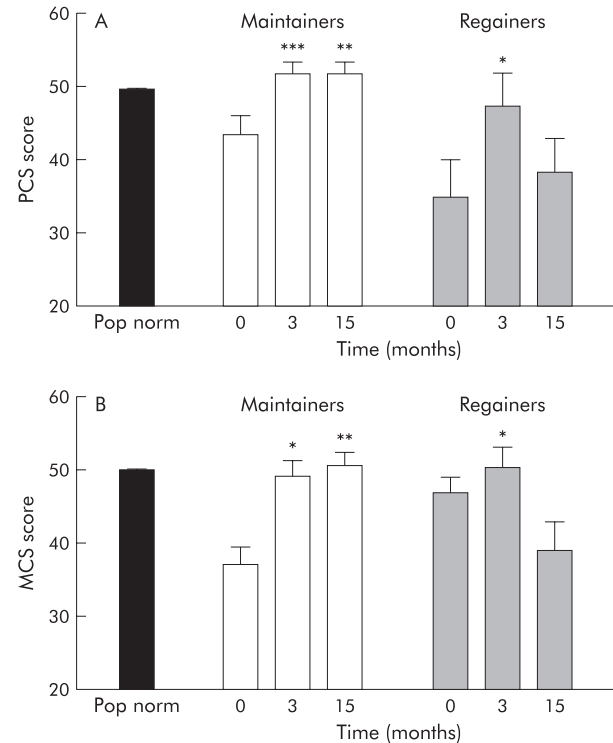 A
Maintainers
Regainers
60
50
40
30
20
PCS score
***
**
*
Pop norm
0
3
15
0
3
15
Time (months)
B
Maintainers
Regainers
60
50
40
30
20
MCS score
*
**
*
Pop norm
0
3
15
0
3
15
Time (months)